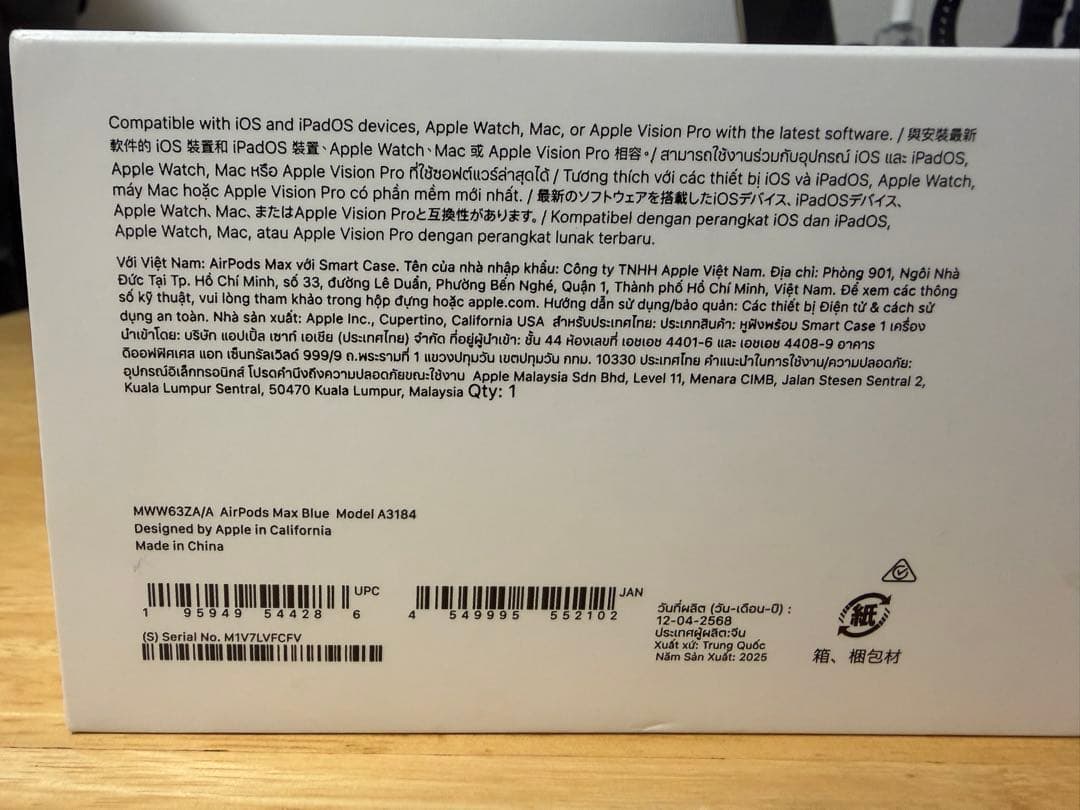 Compatible with iOS and iPadOS devices, Apple Watch, Mac, or Apple Vision Pro with the latest software. / 與安裝最新
軟件的 iOS 裝置和 iPadOS 裝置、Apple Watch、Mac 或 Apple Vision Pro 相容。/ สามารถใช้งานร่วมกับอุปกรณ์ iOS และ iPadOS,
Apple Watch, Mac หรือ Apple Vision Pro ที่ใช้ซอฟต์แวร์ล่าสุดได้ / Tương thích với các thiết bị iOS và iPadOS, Apple Watch,
máy Mac hoặc Apple Vision Pro có phần mềm mới nhất. / 最新のソフトウェアを搭載したiOSデバイス、iPadOSデバイス、
Apple Watch、Mac、またはApple Vision Proと互換性があります。/ Kompatibel dengan perangkat iOS dan iPadOS,
Apple Watch, Mac, atau Apple Vision Pro dengan perangkat lunak terbaru.
Với Việt Nam: AirPods Max với Smart Case. Tên của nhà nhập khẩu: Công ty TNHH Apple Việt Nam. Địa chỉ: Phòng 901, Ngôi Nhà
Đức Tại Tp. Hồ Chí Minh, số 33, đường Lê Duẩn, Phường Bến Nghé, Quận 1, Thành phố Hồ Chí Minh, Việt Nam. Để xem các thông
số kỹ thuật, vui lòng tham khảo trong hộp đựng hoặc apple.com. Hướng dẫn sử dụng/bảo quản: Các thiết bị Điện tử & cách sử
dụng an toàn. Nhà sản xuất: Apple Inc., Cupertino, California USA สำหรับประเทศไทย: ประเภทสินค้า: หูฟังพร้อม Smart Case 1 เครื่อง
นำเข้าโดย: บริษัท แอปเปิ้ล เซาท์ เอเชีย (ประเทศไทย) จำกัด ที่อยู่ผู้นำเข้า: ชั้น 44 ห้องเลขที่ เอชเอช 4401-6 และ เอชเอช 4408-9 อาคาร
ดิออฟฟิศเศส แอท เซ็นทรัลเวิลด์ 999/9 ถ.พระรามที่ 1 แขวงปทุมวัน เขตปทุมวัน กทม. 10330 ประเทศไทย คำแนะนำในการใช้งาน/ความปลอดภัย:
อุปกรณ์อิเล็กทรอนิกส์ โปรดคำนึงถึงความปลอดภัยขณะใช้งาน Apple Malaysia Sdn Bhd, Level 11, Menara CIMB, Jalan Stesen Sentral 2,
Kuala Lumpur Sentral, 50470 Kuala Lumpur, Malaysia Qty: 1
MWW63ZA/A AirPods Max Blue Model A3184
Designed by Apple in California
Made in China
UPC
1 95949 54428 6
JAN
4 549995 552102
(S) Serial No. M1V7LVFCFV
วันที่ผลิต (วัน-เดือน-ปี) :
12-04-2568
ประเทศผู้ผลิต:จีน
Xuất xứ: Trung Quốc
Năm Sản Xuất: 2025
紙
箱、梱包材